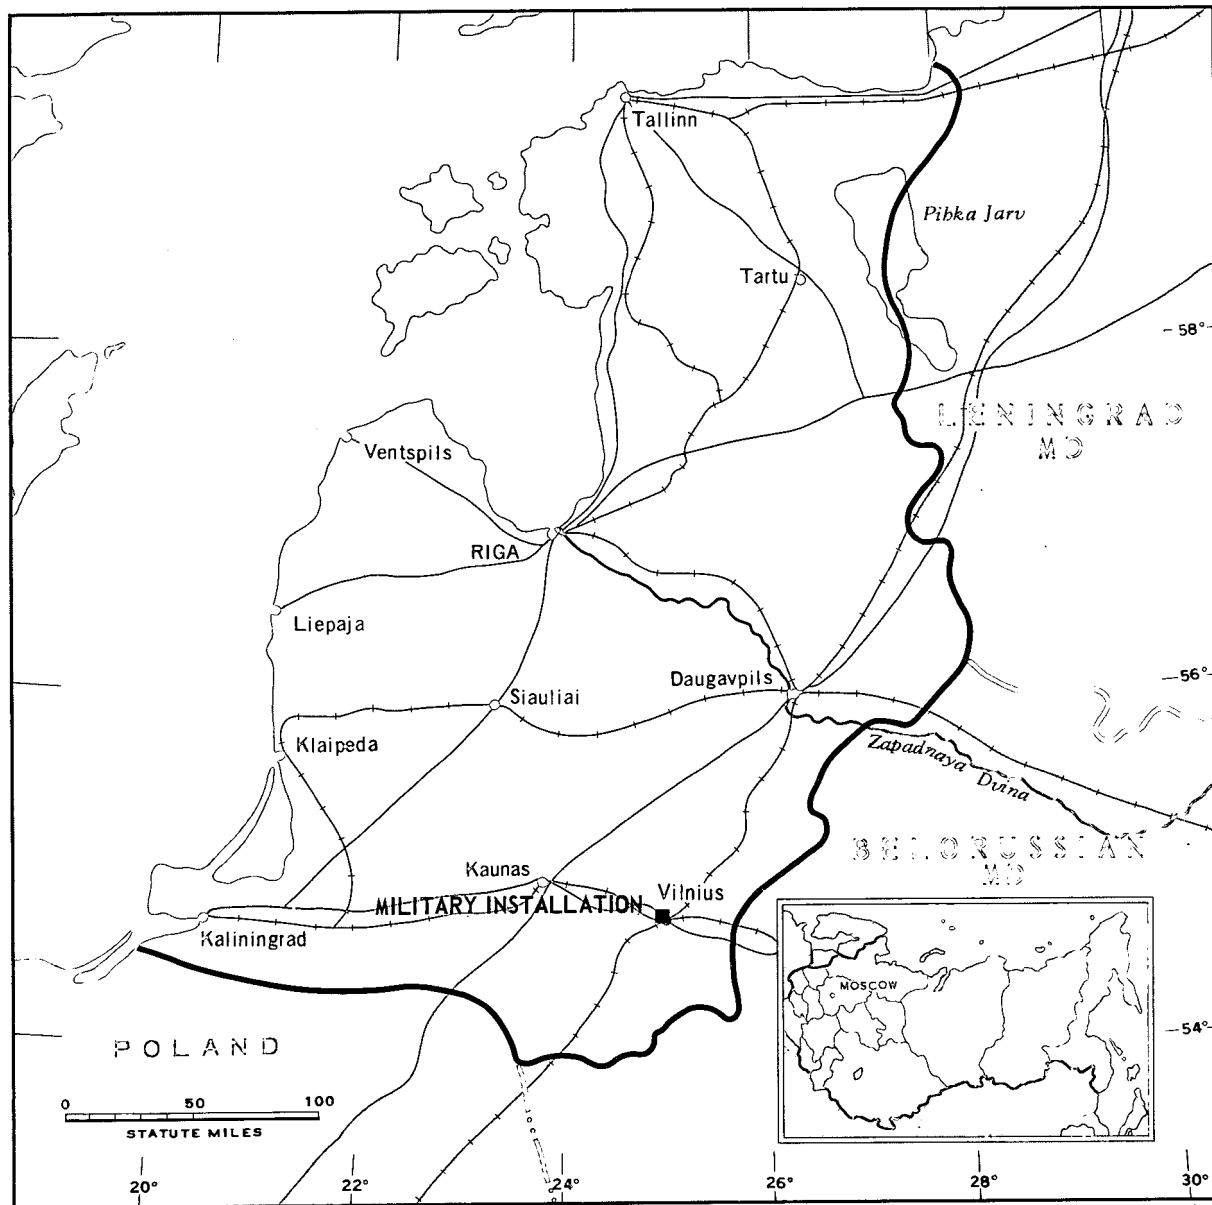 Tallinn
Pihka Jarv
Tartu
58°
LENINGRAD
MD
Ventspils
RIGA
Liepaja
Daugavpils
56°
Siauliai
Klaipeda
Zapadnaya Dvina
BELORUSSIAN
MD
Kaunas
Vilnius
MILITARY INSTALLATION
Kaliningrad
MOSCOW
54°
POLAND
0 50 100
STATUTE MILES
20° 22° 24° 26° 28° 30°